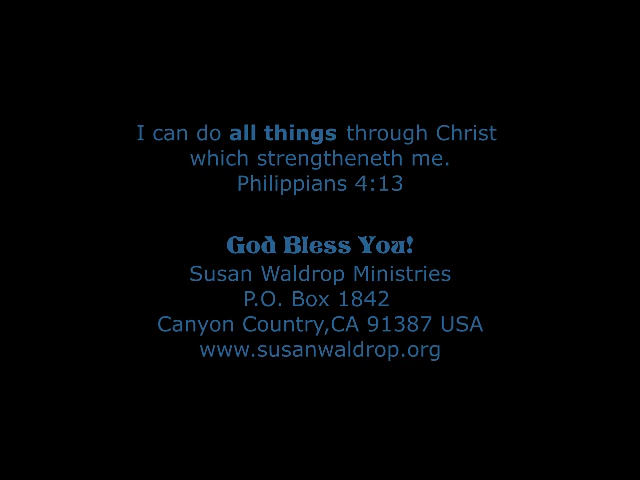 I can do all things through Christ
which strengtheneth me.
Philippians 4:13
God Bless You!
Susan Waldrop Ministries
P.O. Box 1842
Canyon Country,CA 91387 USA
www.susanwaldrop.org